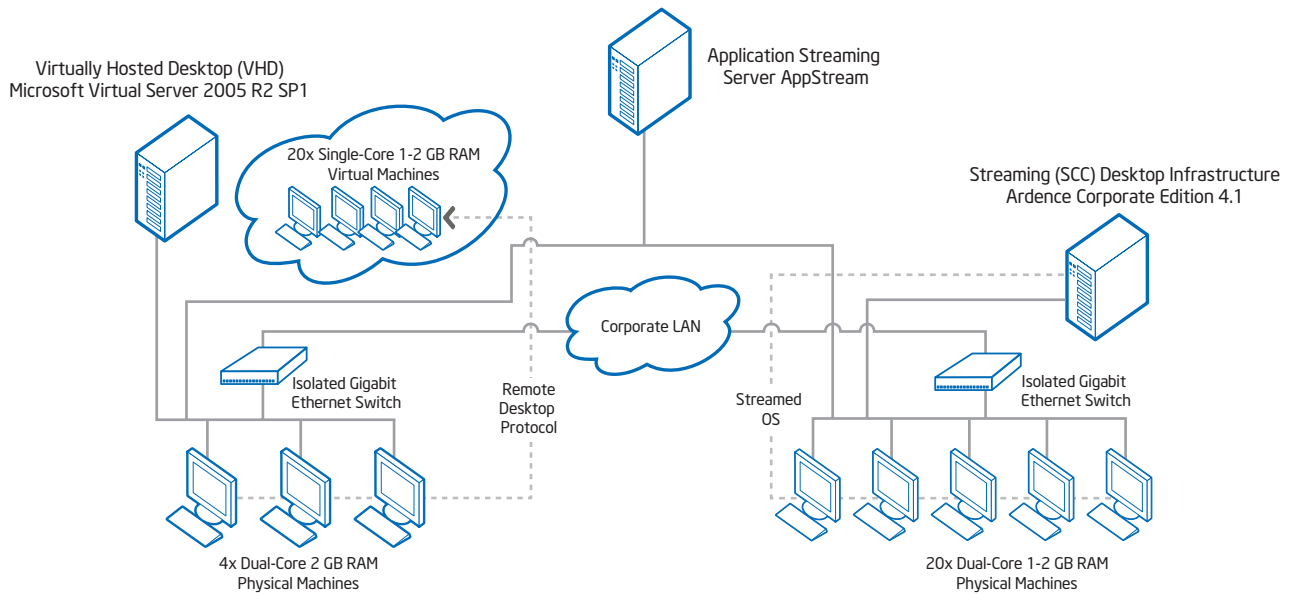 Virtually Hosted Desktop (VHD)
Microsoft Virtual Server 2005 R2 SP1
Application Streaming
Server AppStream
20x Single-Core 1-2 GB RAM
Virtual Machines
Streaming (SCC) Desktop Infrastructure
Ardence Corporate Edition 4.1
Corporate LAN
Isolated Gigabit
Ethernet Switch
Remote
Desktop
Protocol
Streamed
OS
Isolated Gigabit
Ethernet Switch
4x Dual-Core 2 GB RAM
Physical Machines
20x Dual-Core 1-2 GB RAM
Physical Machines